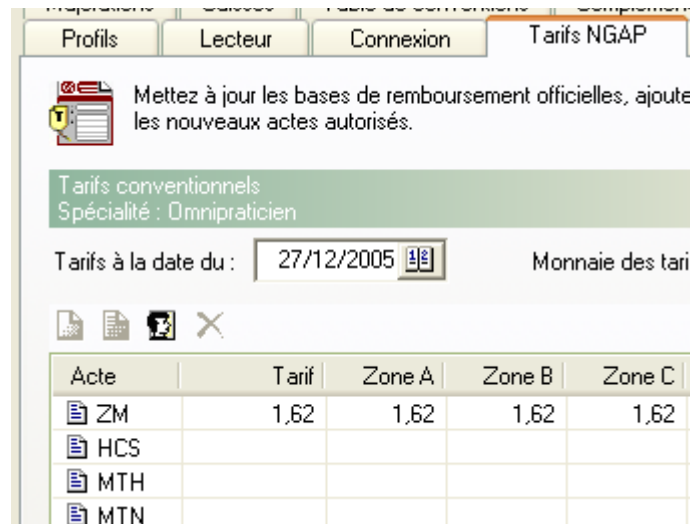 Profils Lecteur Connexion Tarifs NGAP
Mettez à jour les bases de remboursement officielles, ajoute
les nouveaux actes autorisés.
Tarifs conventionnels
Spécialité : Omnipraticien
Tarifs à la date du : 27/12/2005 Monnaie des tari
Acte Tarif Zone A Zone B Zone C
ZM 1,62 1,62 1,62 1,62
HCS
MTH
MTN